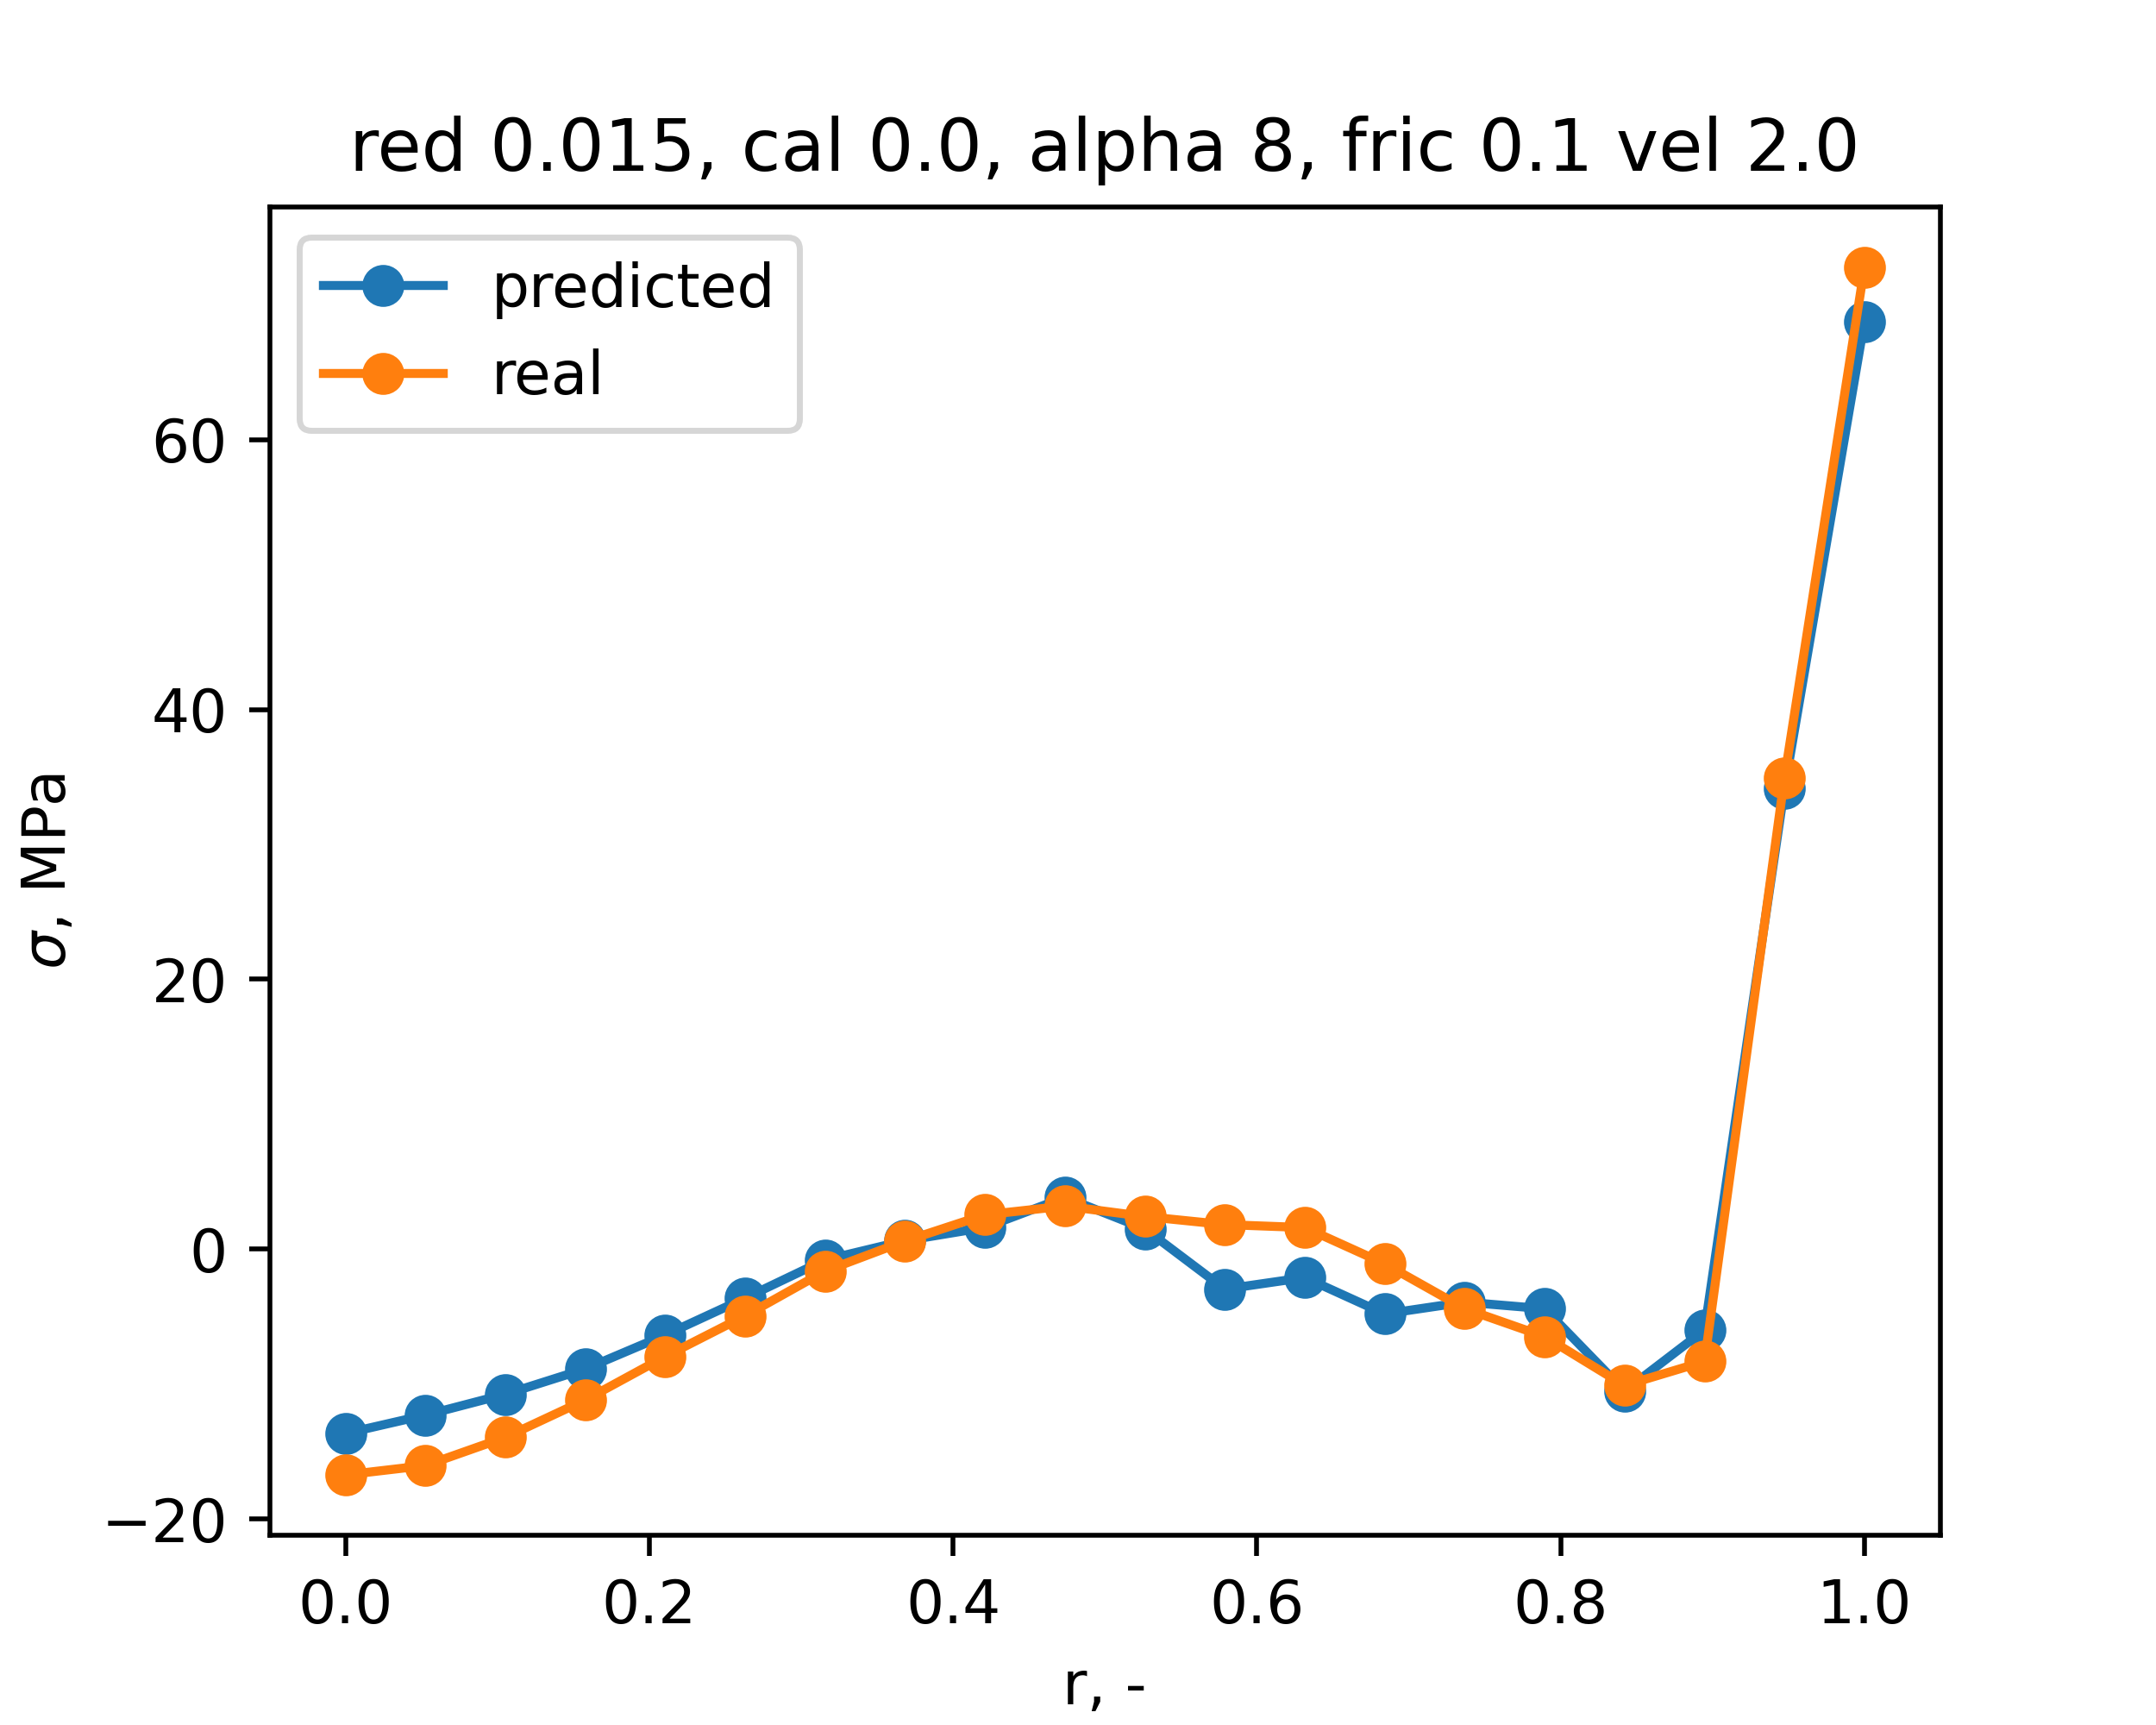 red 0.015, cal 0.0, alpha 8, fric 0.1 vel 2.0
predicted
real
60
40
20
0
−20
σ, MPa
0.0 0.2 0.4 0.6 0.8 1.0
r, -